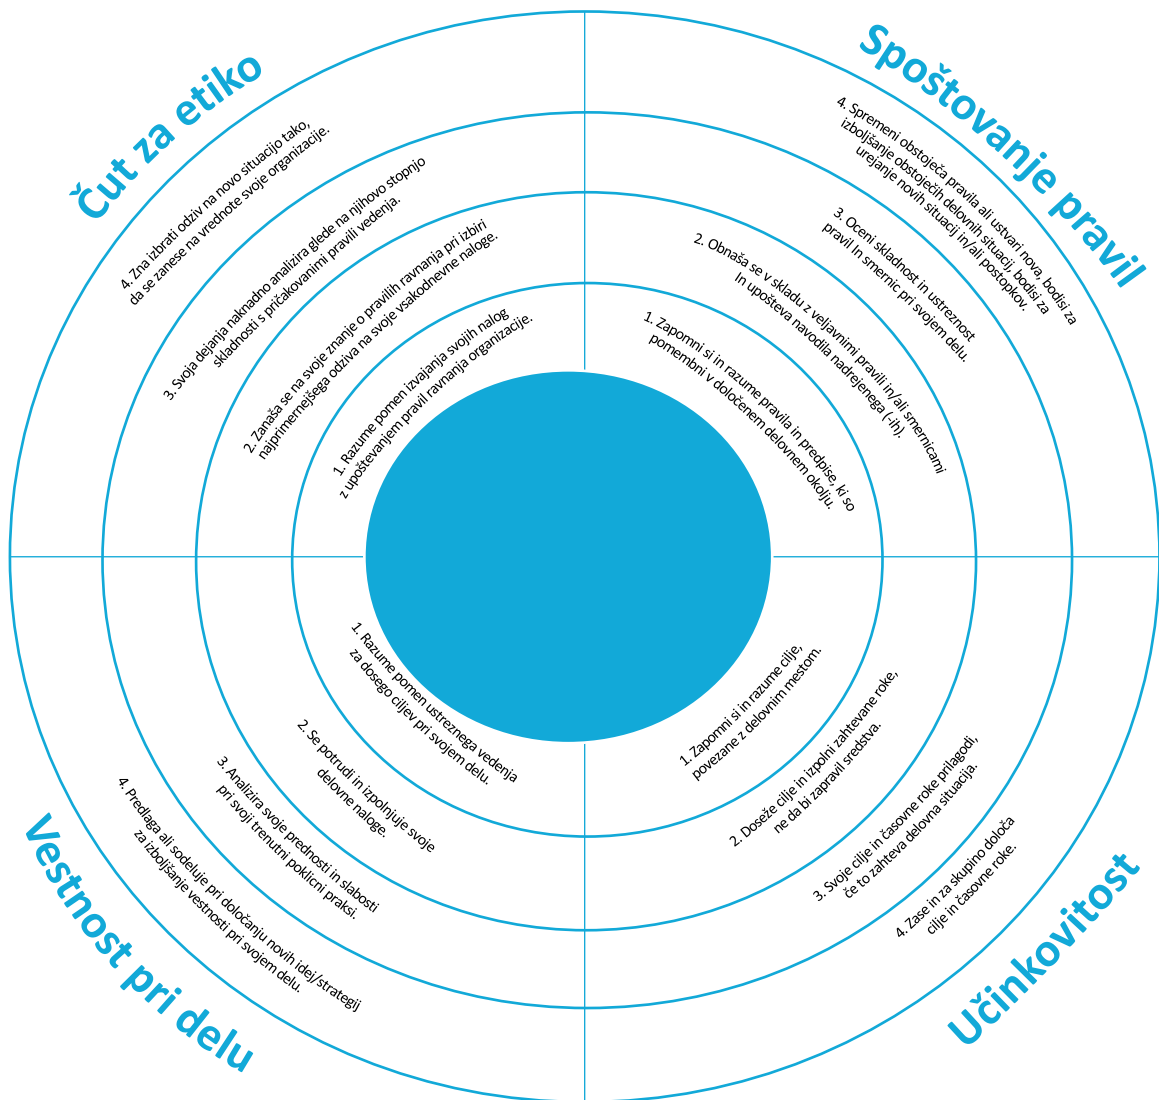 Čut za etiko
4. Zna izbrati odziv na novo situacijo tako,
da se zanese na vrednote svoje organizacije.
3. Svoja dejanja naknadno analizira glede na njihovo stopnjo
skladnosti s pričakovanimi pravili vedenja.
2. Zanaša se na svoje znanje o pravilih ravnanja pri izbiri
najprimernejšega odziva na svoje vsakodnevne naloge.
1. Razume pomen izvajanja svojih nalog
z upoštevanjem pravil ravnanja organizacije.
Spoštovanje pravil
4. Spremeni obstoječa pravila ali ustvari nova, bodisi za
izboljšanje obstoječih delovnih situacij, bodisi za
urejanje novih situacij in/ali postopkov.
3. Oceni skladnost in ustreznost
pravil In smernic pri svojem delu.
2. Obnaša se v skladu z veljavnimi pravili in/ali smernicami
In upošteva navodila nadrejenega (-ih).
1. Zapomni si in razume pravila in predpise, ki so
pomembni v določenem delovnem okolju.
Vestnost pri delu
1. Razume pomen ustreznega vedenja
za dosego ciljev pri svojem delu.
2. Se potrudi in izpolnjuje svoje
delovne naloge.
3. Analizira svoje prednosti in slabosti
pri svoji trenutni poklicni praksi.
4. Predlaga ali sodeluje pri določanju novih idej/strategij
za izboljšanje vestnosti pri svojem delu.
Učinkovitost
1. Zapomni si in razume cilje,
povezane z delovnim mestom.
2. Doseže cilje in izpolni zahtevane roke,
ne da bi zapravil sredstva.
3. Svoje cilje in časovne roke prilagodi,
če to zahteva delovna situacija.
4. Zase in za skupino določa
cilje in časovne roke.